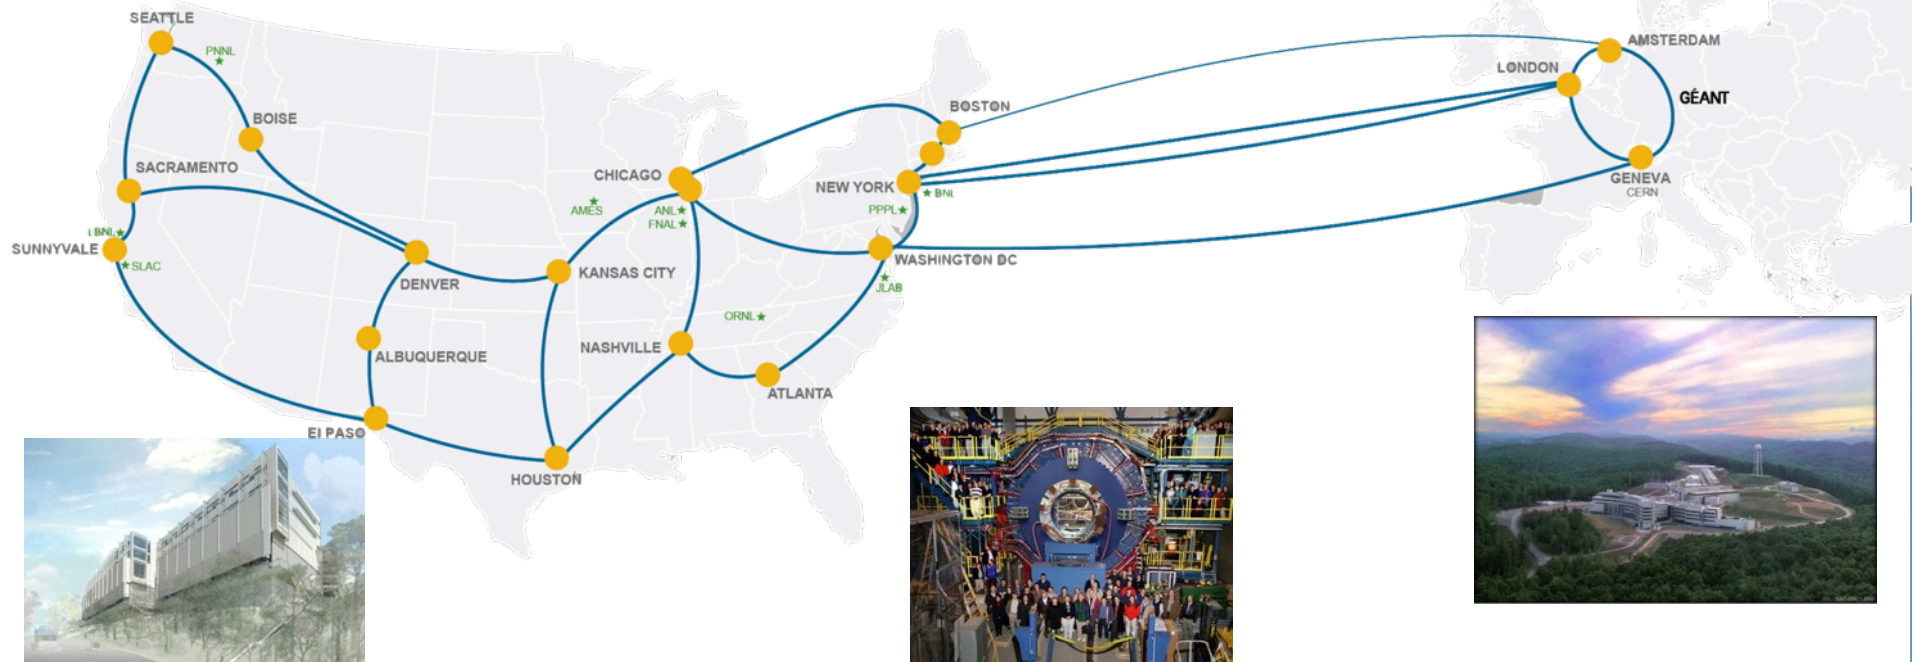 SEATTLE
PNNL
BOISE
SACRAMENTO
LBNL
SUNNYVALE
SLAC
DENVER
ALBUQUERQUE
El PASO
HOUSTON
KANSAS CITY
CHICAGO
AMES
ANL
FNAL
NASHVILLE
ORNL
ATLANTA
BOSTON
NEW YORK
BNL
PPPL
WASHINGTON DC
JLAB
AMSTERDAM
LONDON
GÉANT
GENEVA
CERN